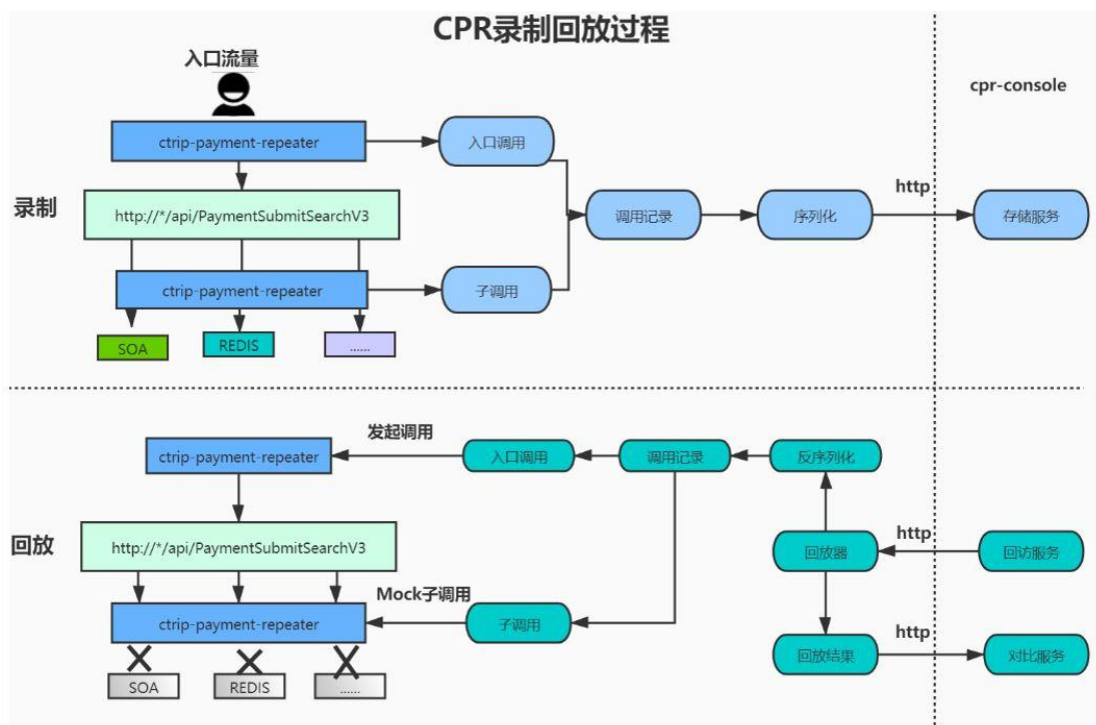 CPR录制回放过程
入口流量
cpr-console
ctrip-payment-repeater
入口调用
录制
http://*/api/PaymentSubmitSearchV3
调用记录
序列化
http
存储服务
ctrip-payment-repeater
子调用
SOA
REDIS
......
发起调用
ctrip-payment-repeater
入口调用
调用记录
反序列化
回放
http://*/api/PaymentSubmitSearchV3
回放器
http
回访服务
Mock子调用
ctrip-payment-repeater
子调用
回放结果
http
对比服务
SOA
REDIS
......